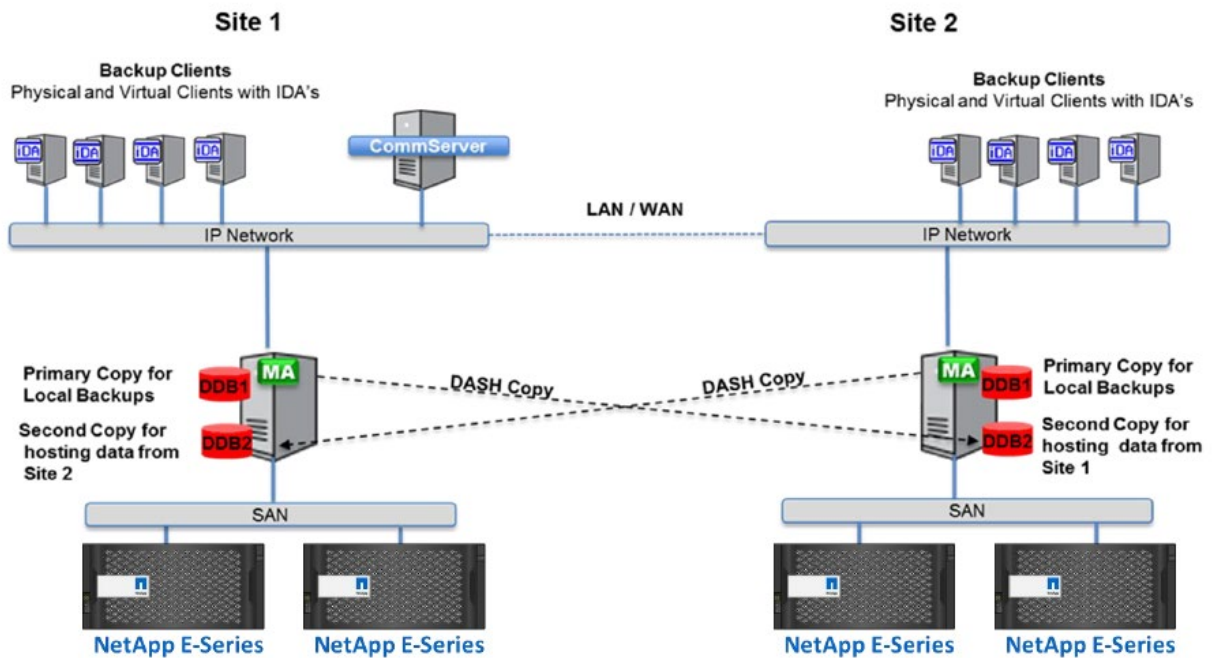 Site 1
Site 2
Backup Clients
Physical and Virtual Clients with IDA's
iDA
iDA
iDA
iDA
CommServer
Backup Clients
Physical and Virtual Clients with IDA's
iDA
iDA
iDA
iDA
LAN / WAN
IP Network
IP Network
Primary Copy for
Local Backups
DDB1
MA
Second Copy for
hosting data from
Site 2
DDB2
DASH Copy
DASH Copy
MA
DDB1
Primary Copy for
Local Backups
DDB2
Second Copy for
hosting data from
Site 1
SAN
SAN
NetApp E-Series
NetApp E-Series
NetApp E-Series
NetApp E-Series